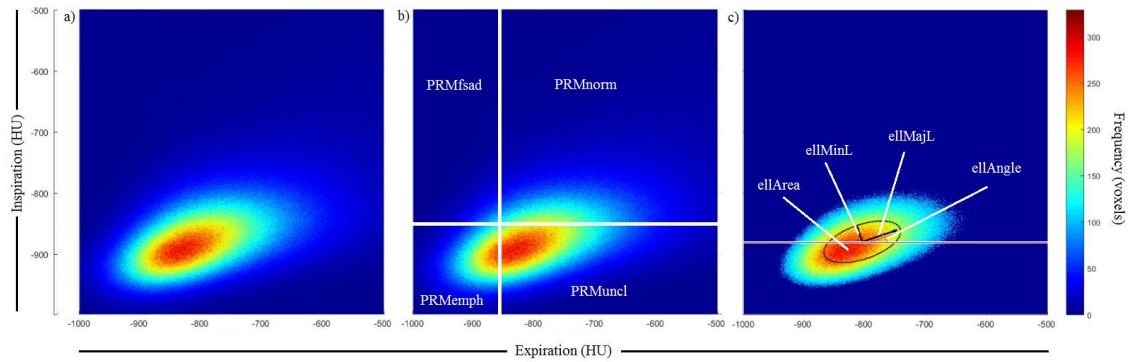 a)
b)
c)
-500
-600
-700
-800
-900
Inspiration (HU)
-1000
-900
-800
-700
-600
-500
PRMfsad
PRMnorm
PRMemph
PRMuncl
-1000
-900
-800
-700
-600
-500
ellMinL
ellMajL
ellArea
ellAngle
-1000
-900
-800
-700
-600
-500
300
250
200
150
100
50
0
Frequency (voxels)
Expiration (HU)